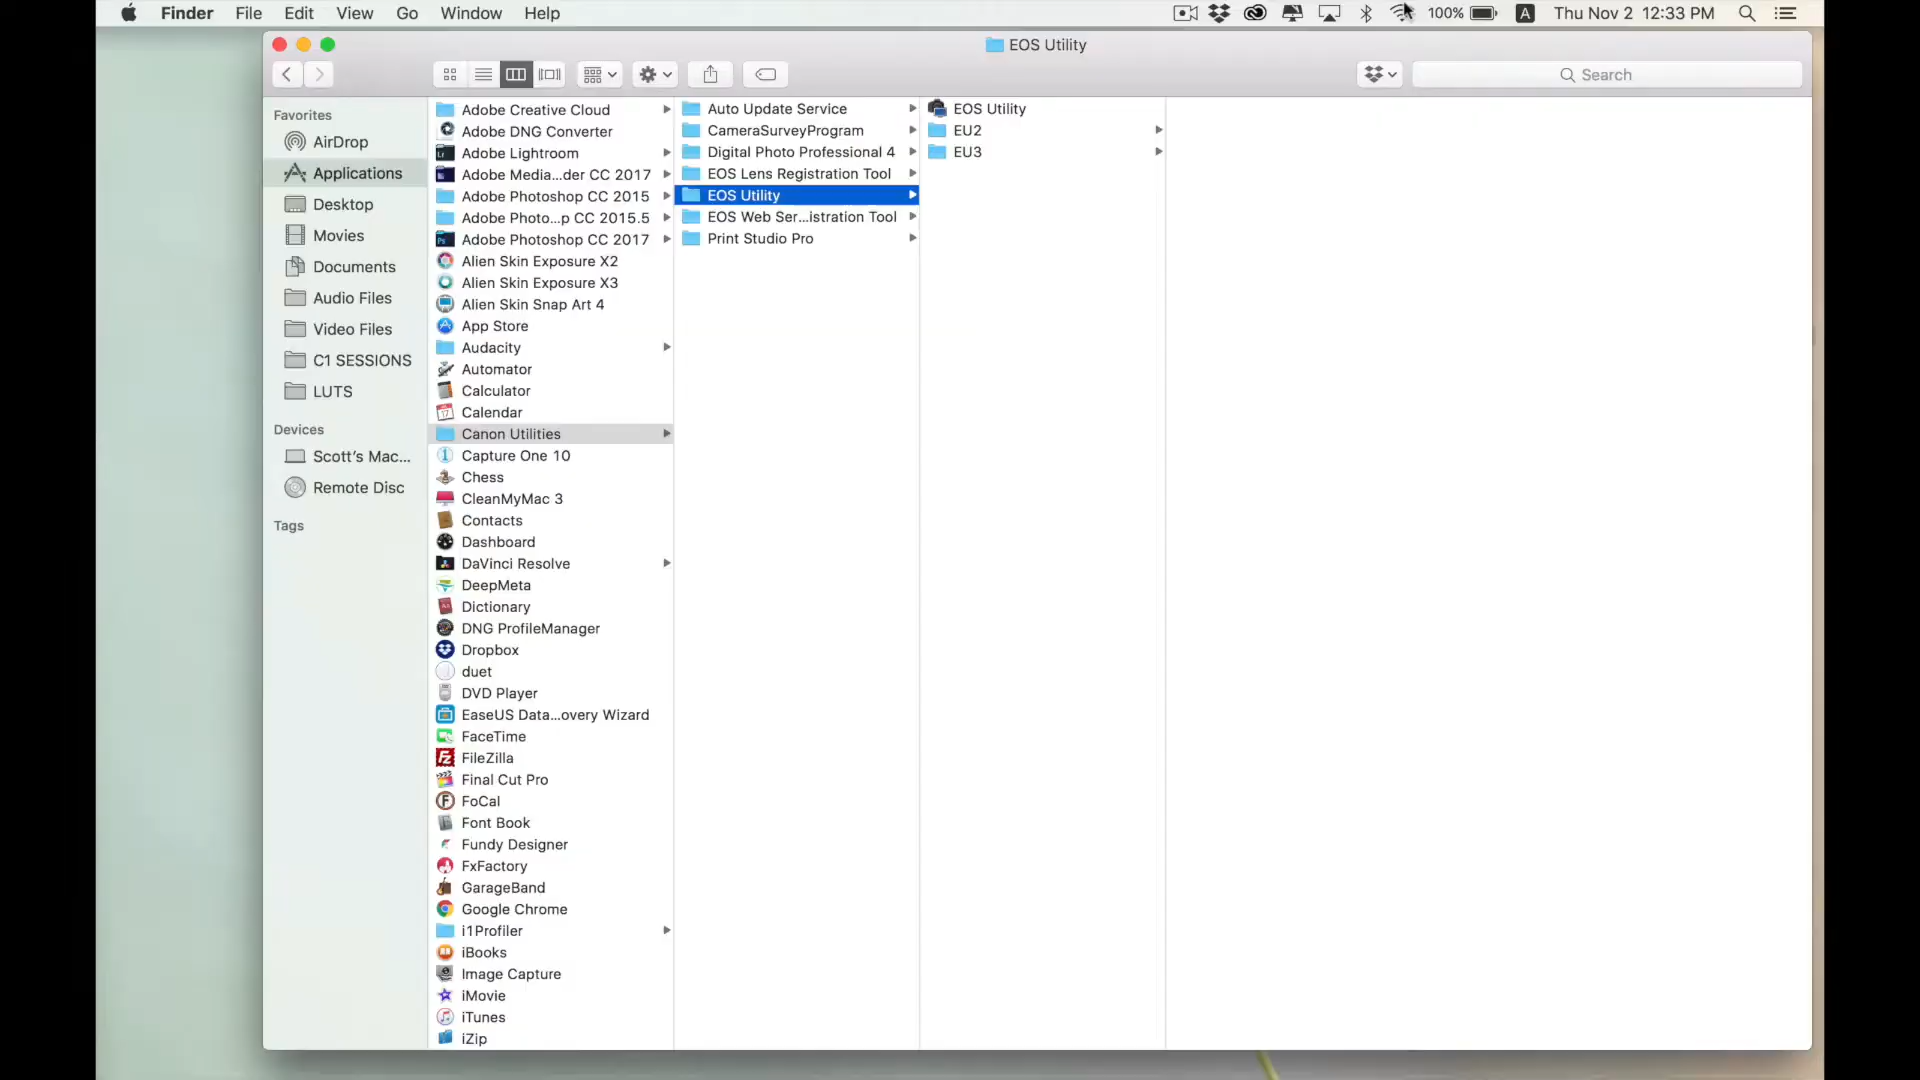 Finder File Edit View Go Window Help
100% A Thu Nov 2 12:33 PM
EOS Utility
Search
Favorites
AirDrop
Applications
Desktop
Movies
Documents
Audio Files
Video Files
C1 SESSIONS
LUTS
Devices
Scott's Mac...
Remote Disc
Tags
Adobe Creative Cloud
Adobe DNG Converter
Adobe Lightroom
Adobe Media...der CC 2017
Adobe Photoshop CC 2015
Adobe Photo...p CC 2015.5
Adobe Photoshop CC 2017
Alien Skin Exposure X2
Alien Skin Exposure X3
Alien Skin Snap Art 4
App Store
Audacity
Automator
Calculator
Calendar
Canon Utilities
Capture One 10
Chess
CleanMyMac 3
Contacts
Dashboard
DaVinci Resolve
DeepMeta
Dictionary
DNG ProfileManager
Dropbox
duet
DVD Player
EaseUS Data...overy Wizard
FaceTime
FileZilla
Final Cut Pro
FoCal
Font Book
Fundy Designer
FxFactory
GarageBand
Google Chrome
i1Profiler
iBooks
Image Capture
iMovie
iTunes
iZip
Auto Update Service
CameraSurveyProgram
Digital Photo Professional 4
EOS Lens Registration Tool
EOS Utility
EOS Web Ser...istration Tool
Print Studio Pro
EOS Utility
EU2
EU3